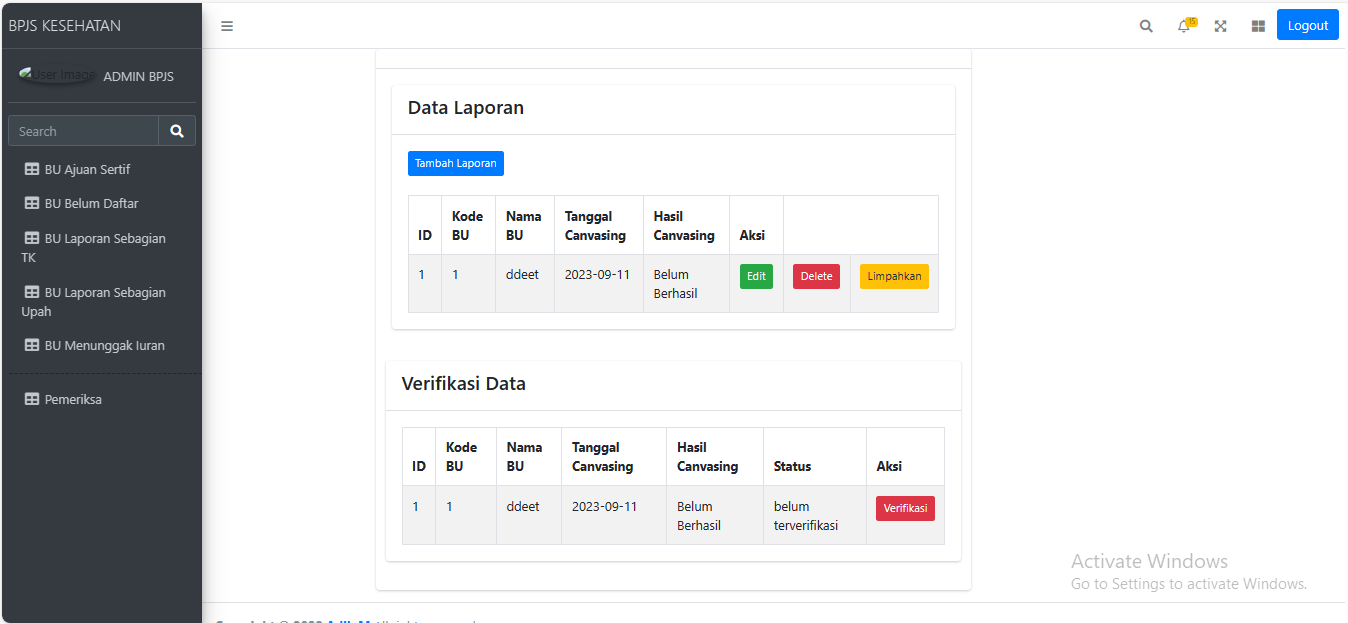 BPJS KESEHATAN
15
Logout
User Image ADMIN BPJS
Search
BU Ajuan Sertif
BU Belum Daftar
BU Laporan Sebagian
TK
BU Laporan Sebagian
Upah
BU Menunggak Iuran
Pemeriksa
Data Laporan
Tambah Laporan
ID Kode BU Nama BU Tanggal Canvasing Hasil Canvasing Aksi
1 1 ddeet 2023-09-11 Belum Berhasil Edit Delete Limpahkan
Verifikasi Data
ID Kode BU Nama BU Tanggal Canvasing Hasil Canvasing Status Aksi
1 1 ddeet 2023-09-11 Belum Berhasil belum terverifikasi Verifikasi
Activate Windows
Go to Settings to activate Windows.